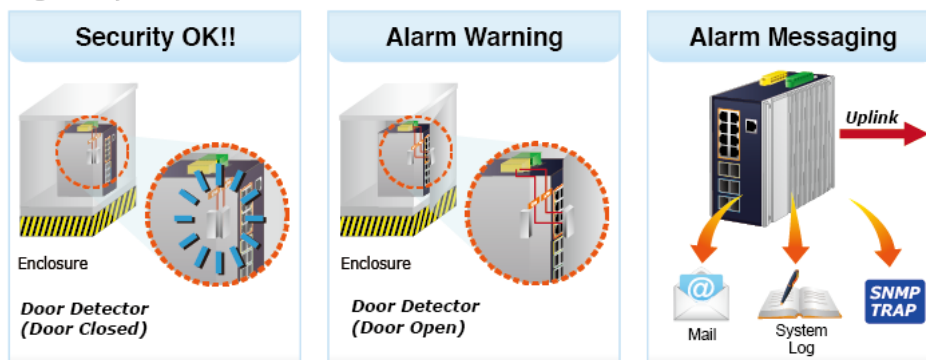 Security OK!!
Enclosure
Door Detector
(Door Closed)
Alarm Warning
Enclosure
Door Detector
(Door Open)
Alarm Messaging
Uplink
@
Mail
System
Log
SNMP
TRAP